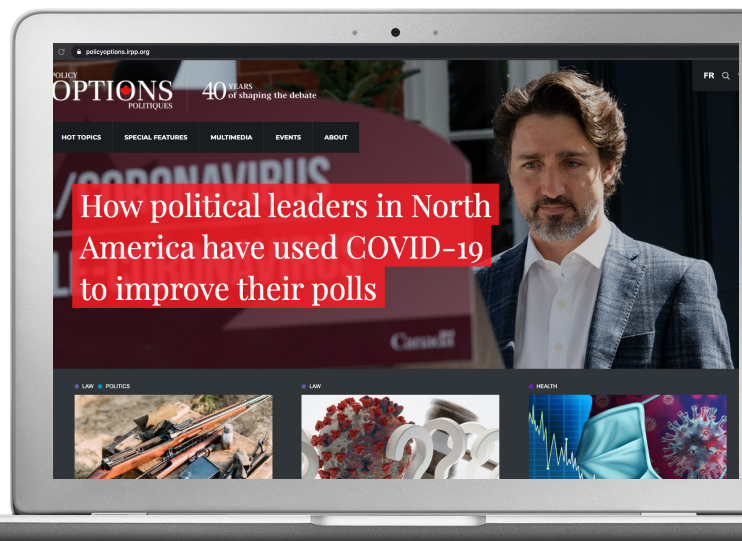 policyoptions.irpp.org
POLICY
OPTIONS
POLITIQUES
40 YEARS
of shaping the debate
FR
HOT TOPICS SPECIAL FEATURES MULTIMEDIA EVENTS ABOUT
/CORONAVIRUS
LE-CORONAVIRUS
How political leaders in North
America have used COVID-19
to improve their polls
Canada
LAW POLITICS
LAW
HEALTH